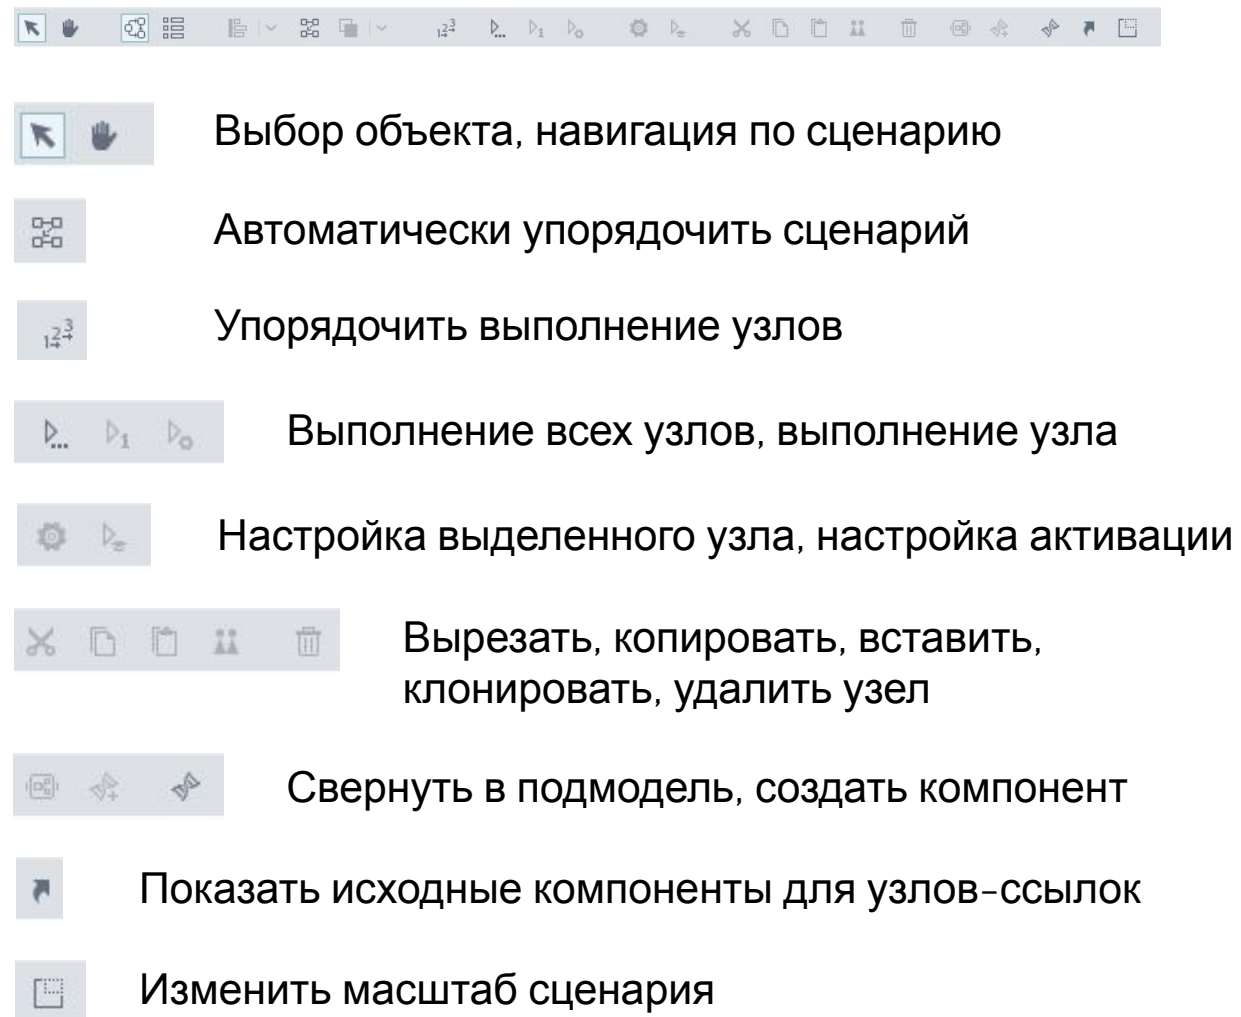 Выбор объекта, навигация по сценарию
Автоматически упорядочить сценарий
Упорядочить выполнение узлов
Выполнение всех узлов, выполнение узла
Настройка выделенного узла, настройка активации
Вырезать, копировать, вставить,
клонировать, удалить узел
Свернуть в подмодель, создать компонент
Показать исходные компоненты для узлов-ссылок
Изменить масштаб сценария